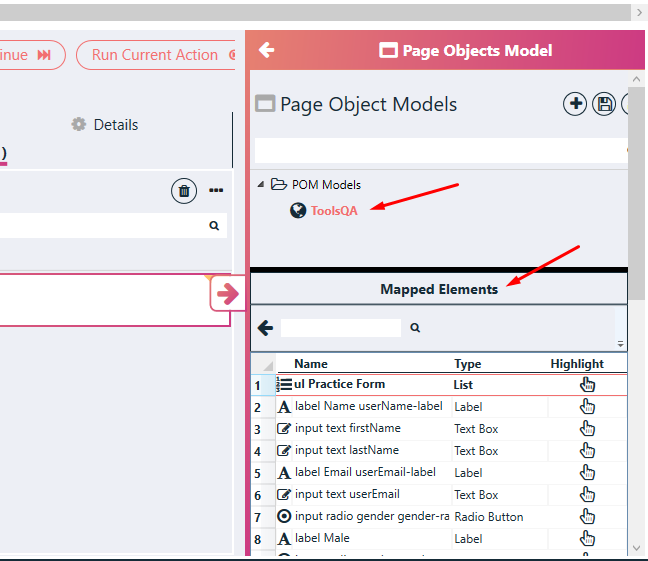 nue
Run Current Action
Details
)
Page Objects Model
Page Object Models
POM Models
ToolsQA
Mapped Elements
Name Type Highlight
1 ul Practice Form List
2 A label Name userName-label Label
3 input text firstName Text Box
4 input text lastName Text Box
5 A label Email userEmail-label Label
6 input text userEmail Text Box
7 input radio gender gender-ra Radio Button
8 A label Male Label